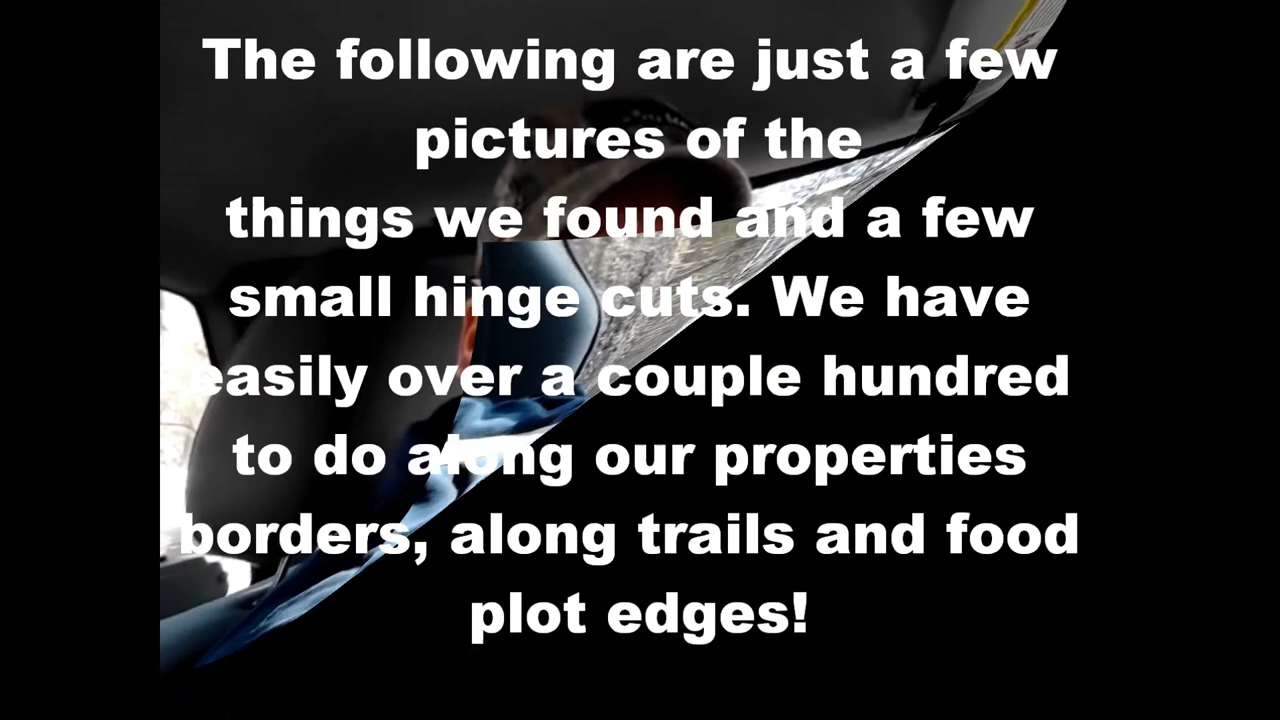 The following are just a few
pictures of the
things we found and a few
small hinge cuts. We have
easily over a couple hundred
to do along our properties
borders, along trails and food
plot edges!